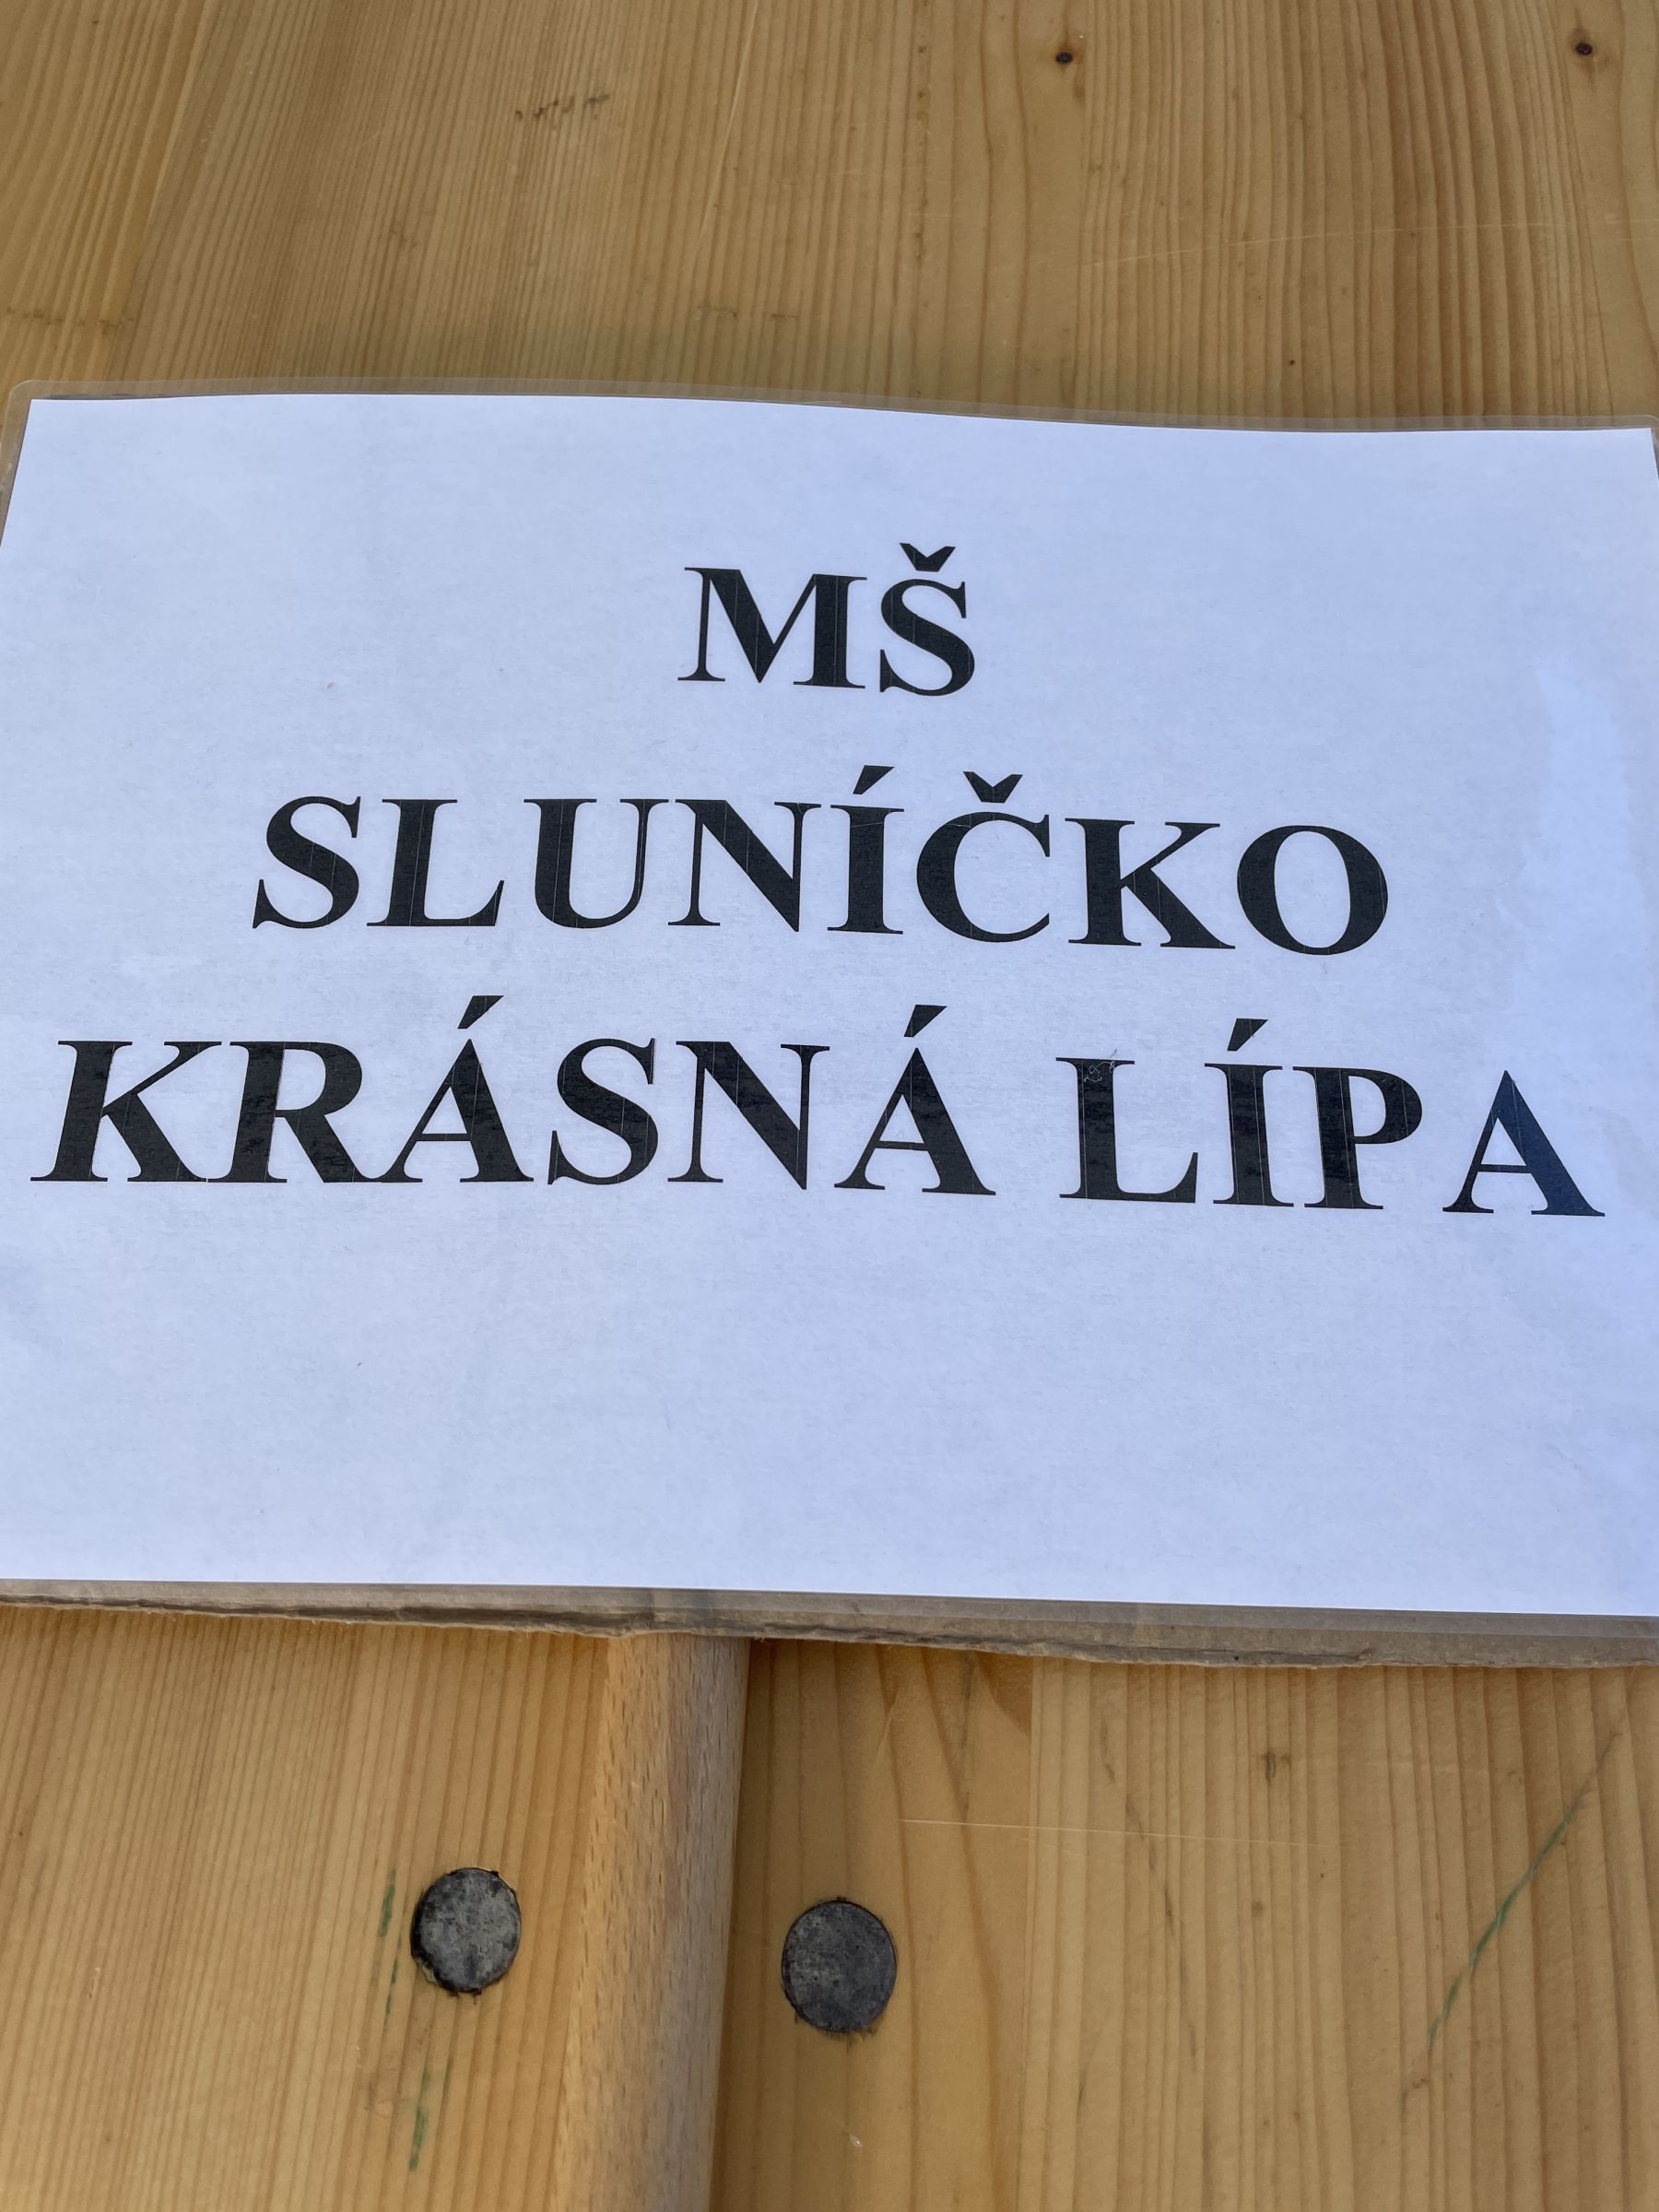 MŠ
SLUNÍČKO
KRÁSNÁ LÍPA